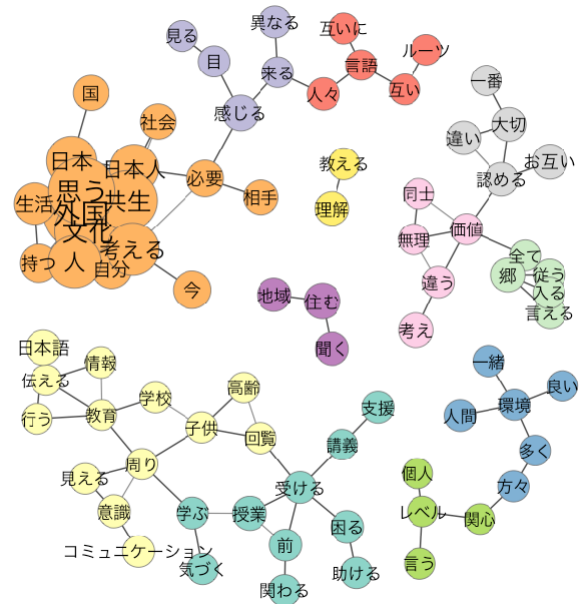 見る
異なる
互いに
ルーツ
目
来る
言語
国
人々
互い
一番
社会
感じる
大切
違い
日本
日本人
必要
教える
お互い
認める
思う
共生
相手
同士
生活
外国
理解
文化
無理
価値
考える
全て
持つ
人
自分
郷
従う
違う
入る
今
地域
住む
言える
考え
聞く
日本語
情報
一緒
伝える
学校
高齢
良い
行う
教育
支援
人間
環境
子供
回覧
講義
多く
周り
見える
受ける
個人
方々
意識
学ぶ
授業
レベル
関心
困る
コミュニケーション
前
気づく
助ける
言う
関わる